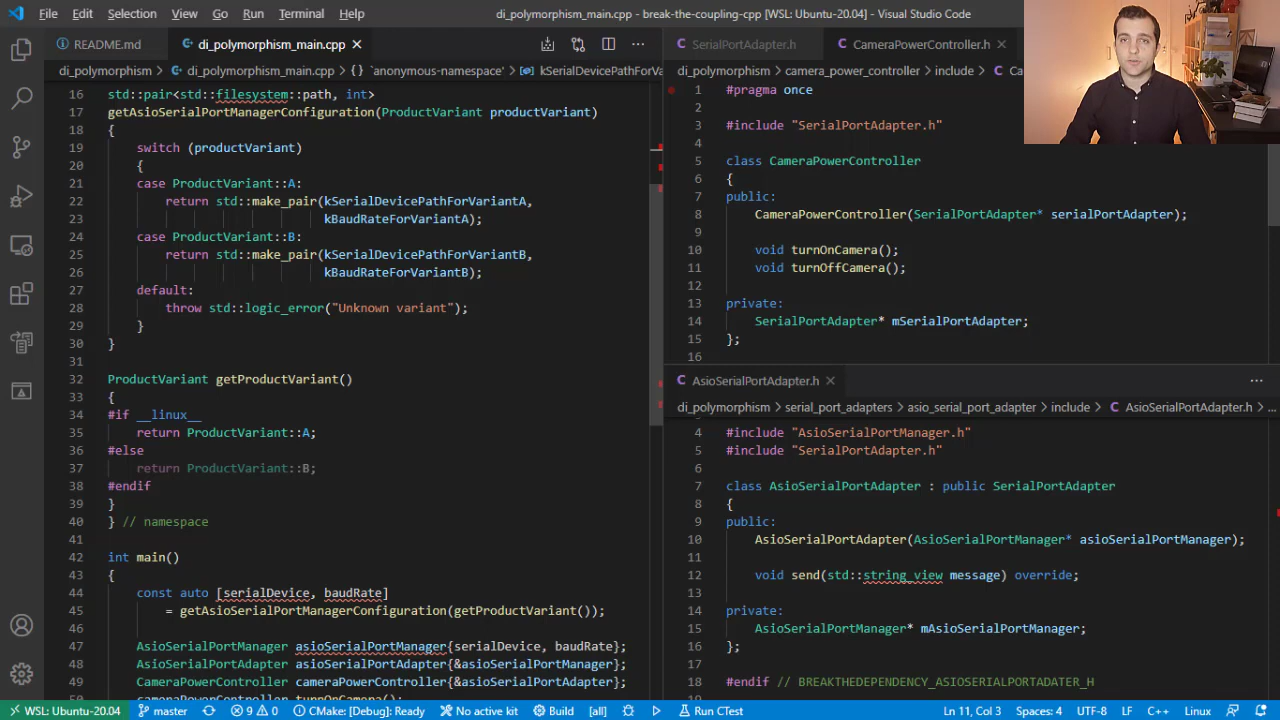 File Edit Selection View Go Run Terminal Help
di_polymorphism_main.cpp - break-the-coupling-cpp [WSL: Ubuntu-20.04] - Visual Studio Code
README.md
di_polymorphism_main.cpp
di_polymorphism > di_polymorphism_main.cpp > {} `anonymous-namespace' > kSerialDevicePathForVa
16 std::pair<std::filesystem::path, int>
17 getAsioSerialPortManagerConfiguration(ProductVariant productVariant)
18 {
19 switch (productVariant)
20 {
21 case ProductVariant::A:
22 return std::make_pair(kSerialDevicePathForVariantA,
23 kBaudRateForVariantA);
24 case ProductVariant::B:
25 return std::make_pair(kSerialDevicePathForVariantB,
26 kBaudRateForVariantB);
27 default:
28 throw std::logic_error("Unknown variant");
29 }
30 }
31
32 ProductVariant getProductVariant()
33 {
34 #if __linux__
35 return ProductVariant::A;
36 #else
37 return ProductVariant::B;
38 #endif
39 }
40 } // namespace
41
42 int main()
43 {
44 const auto [serialDevice, baudRate]
45 = getAsioSerialPortManagerConfiguration(getProductVariant());
46
47 AsioSerialPortManager asioSerialPortManager{serialDevice, baudRate};
48 AsioSerialPortAdapter asioSerialPortAdapter{&asioSerialPortManager};
49 CameraPowerController cameraPowerController{&asioSerialPortAdapter};
50 cameraPowerController.turnOnCamera();
SerialPortAdapter.h
CameraPowerController.h
di_polymorphism > camera_power_controller > include > C Ca
1 #pragma once
2
3 #include "SerialPortAdapter.h"
4
5 class CameraPowerController
6 {
7 public:
8 CameraPowerController(SerialPortAdapter* serialPortAdapter);
9
10 void turnOnCamera();
11 void turnOffCamera();
12
13 private:
14 SerialPortAdapter* mSerialPortAdapter;
15 };
16
C AsioSerialPortAdapter.h
di_polymorphism > serial_port_adapters > asio_serial_port_adapter > include > C AsioSerialPortAdapter.h > ...
4 #include "AsioSerialPortManager.h"
5 #include "SerialPortAdapter.h"
6
7 class AsioSerialPortAdapter : public SerialPortAdapter
8 {
9 public:
10 AsioSerialPortAdapter(AsioSerialPortManager* asioSerialPortManager);
11
12 void send(std::string_view message) override;
13
14 private:
15 AsioSerialPortManager* mAsioSerialPortManager;
16 };
17
18 #endif // BREAKTHEDEPENDENCY_ASIOSERIALPORTADATER_H
WSL: Ubuntu-20.04 master 9 0 CMake: [Debug]: Ready No active kit Build [all] Run CTest Ln 11, Col 3 Spaces: 4 UTF-8 LF C++ Linux